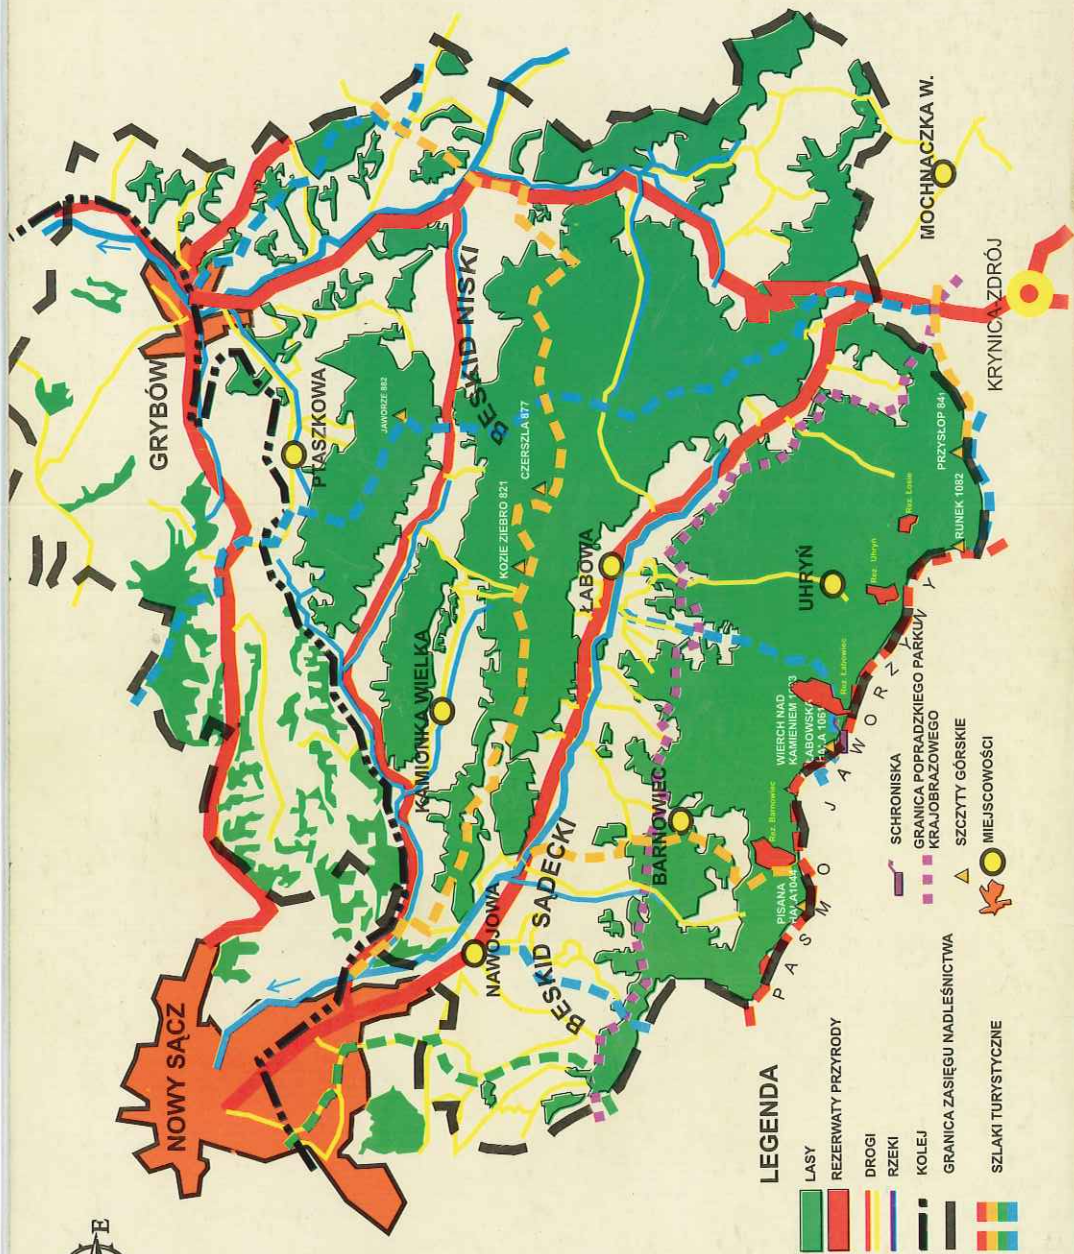 GRYBÓW
NOWY SĄCZ
PTASZKOWA
JAWORZE 882
BESKID NISKI
KAMIONKA WIELKA
KOZIE ZIEBRO 821
CZERSZLA 877
ŁABOWA
NAWOJOWA
BESKID SĄDECKI
BARNOWIEC
UHRYŃ
MOCHNACZKA W.
KRYNICA-ZDRÓJ
PRZYSŁOP 841
RUNEK 1082
Rez. Łosie
Rez. Uhryń
Rez. Łabowiec
Rez. Barnowiec
WIERCH NAD
KAMIENIEM 1083
ŁABOWSKA
HALA 1061
PISANA
HALA 1044
PASMO JAWORZYNY
E
LEGENDA
LASY
REZERWATY PRZYRODY
DROGI
RZEKI
KOLEJ
GRANICA ZASIĘGU NADLEŚNICTWA
SZLAKI TURYSTYCZNE
SCHRONISKA
GRANICA POPRADZKIEGO PARKU
KRAJOBRAZOWEGO
SZCZYTY GÓRSKIE
MIEJSCOWOŚCI